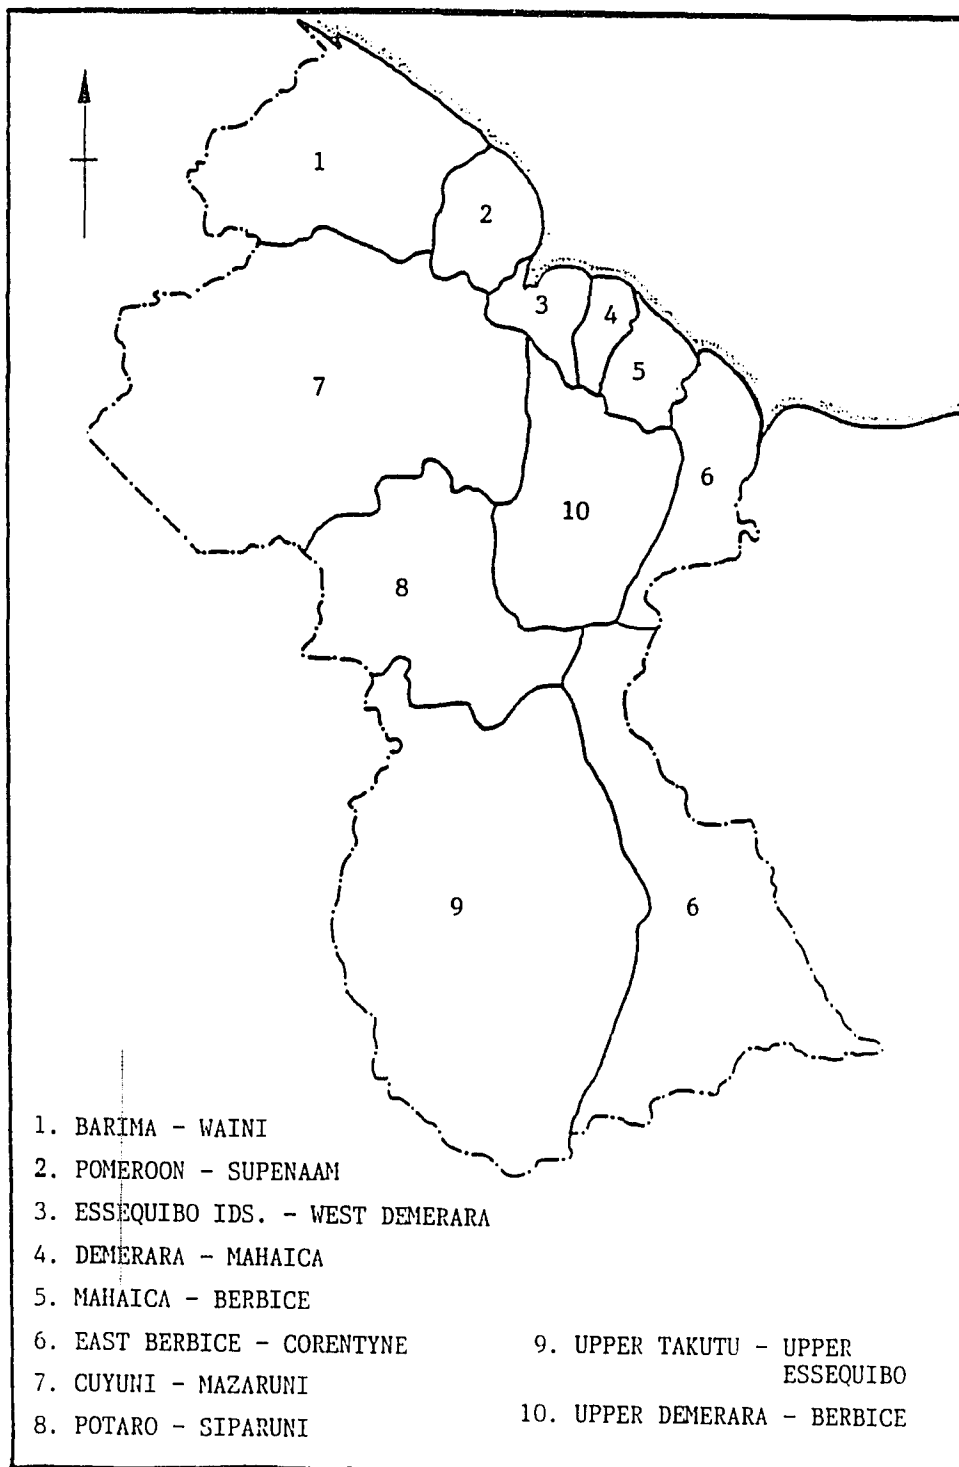 1
2
3
4
5
6
7
10
8
9
6
1. BARIMA - WAINI
2. POMEROON - SUPENAAM
3. ESSEQUIBO IDS. - WEST DEMERARA
4. DEMERARA - MAHAICA
5. MAHAICA - BERBICE
6. EAST BERBICE - CORENTYNE
7. CUYUNI - MAZARUNI
8. POTARO - SIPARUNI
9. UPPER TAKUTU - UPPER
ESSEQUIBO
10. UPPER DEMERARA - BERBICE